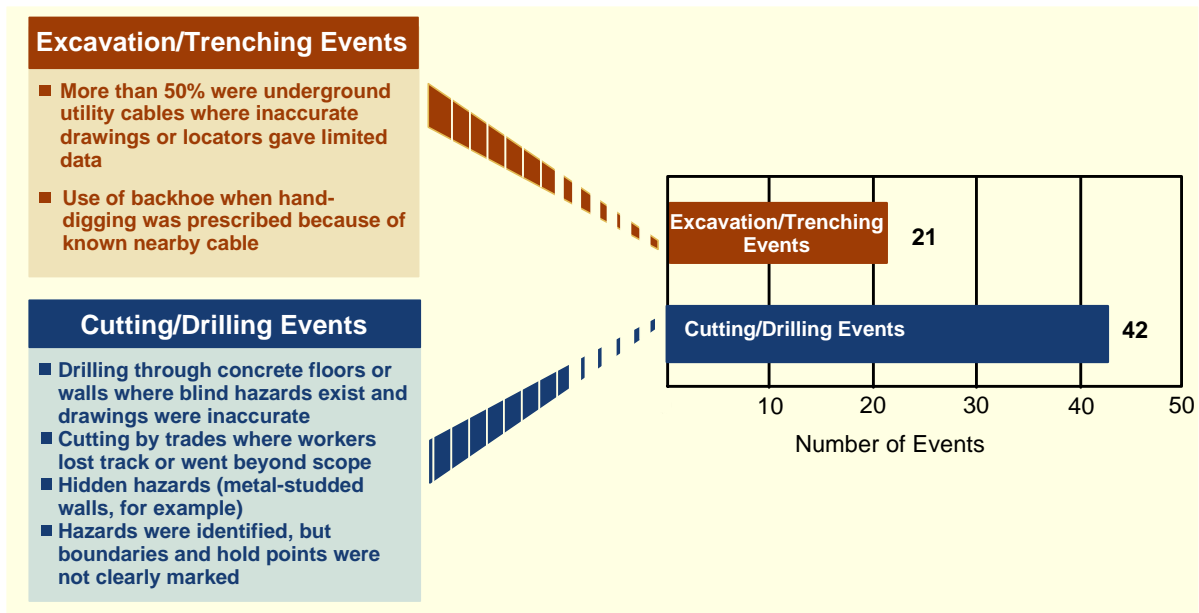 Excavation/Trenching Events
■ More than 50% were underground
utility cables where inaccurate
drawings or locators gave limited
data
■ Use of backhoe when hand-
digging was prescribed because of
known nearby cable
Cutting/Drilling Events
■ Drilling through concrete floors or
walls where blind hazards exist and
drawings were inaccurate
■ Cutting by trades where workers
lost track or went beyond scope
■ Hidden hazards (metal-studded
walls, for example)
■ Hazards were identified, but
boundaries and hold points were
not clearly marked
Excavation/Trenching
Events
21
Cutting/Drilling Events
42
10 20 30 40 50
Number of Events